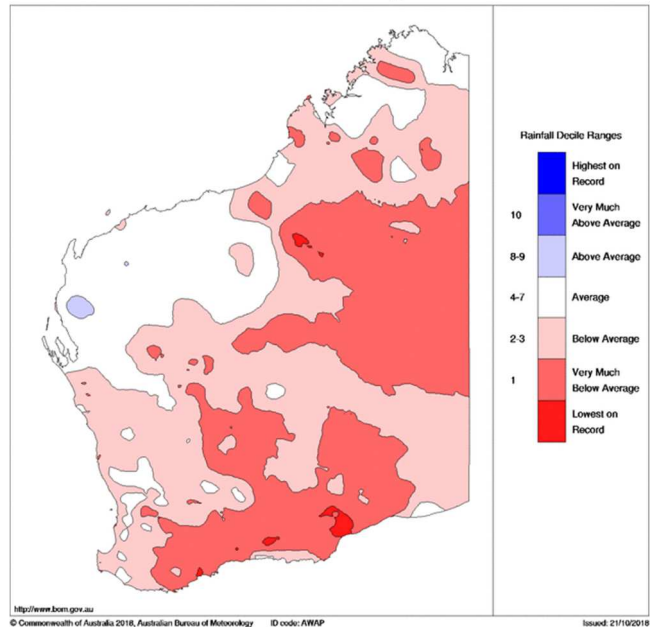 Rainfall Decile Ranges
Highest on
Record
10
Very Much
Above Average
8-9
Above Average
4-7
Average
2-3
Below Average
1
Very Much
Below Average
Lowest on
Record
http://www.bom.gov.au
© Commonwealth of Australia 2018, Australian Bureau of Meteorology ID code: AWAP Issued: 21/10/2018